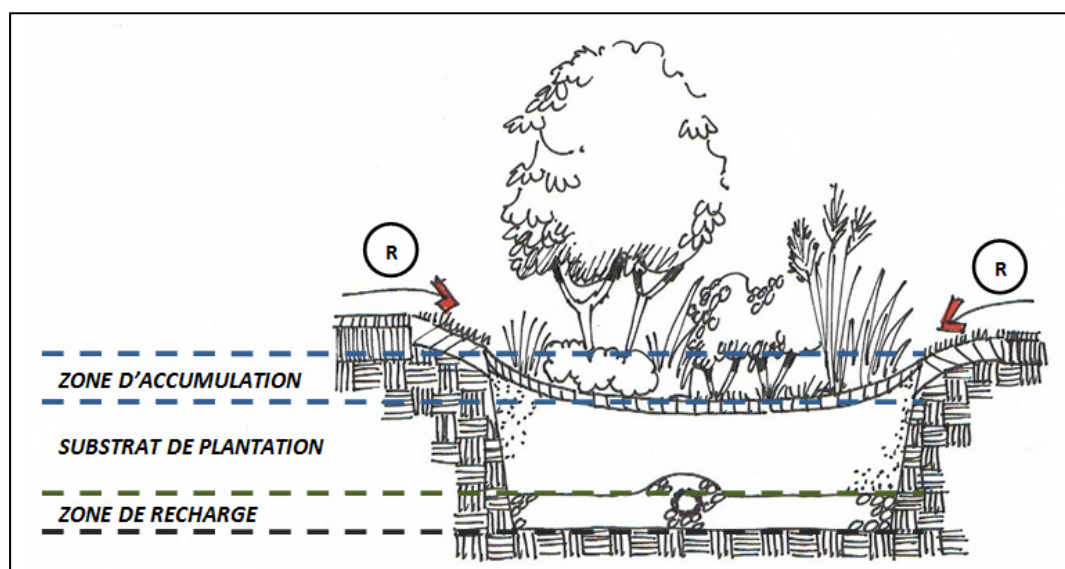 R
R
ZONE D'ACCUMULATION
SUBSTRAT DE PLANTATION
ZONE DE RECHARGE